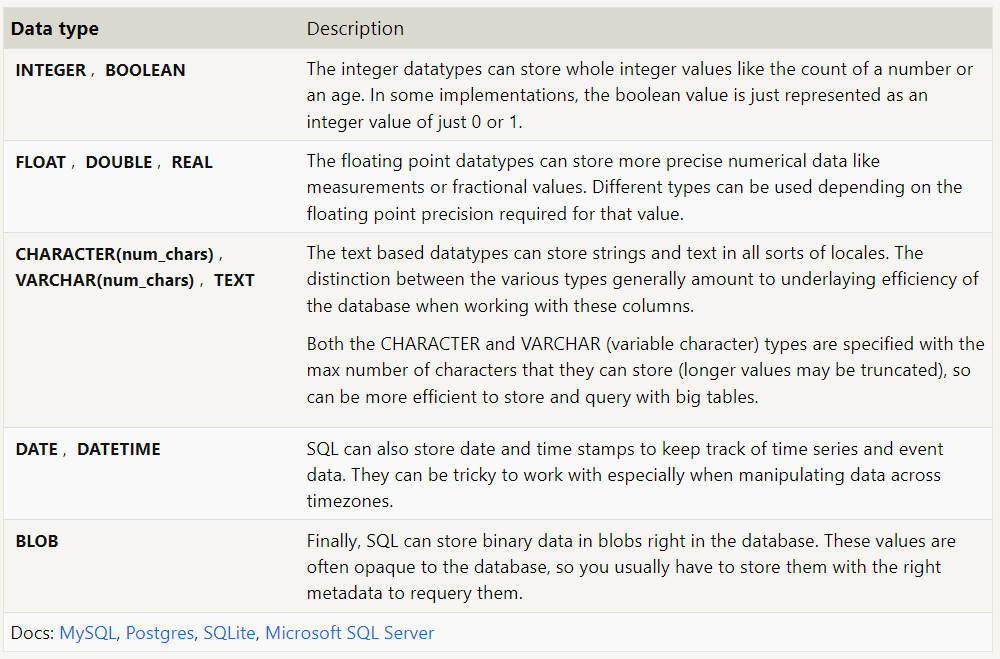 Data type Description
INTEGER , BOOLEAN The integer datatypes can store whole integer values like the count of a number or
an age. In some implementations, the boolean value is just represented as an
integer value of just 0 or 1.
FLOAT , DOUBLE , REAL The floating point datatypes can store more precise numerical data like
measurements or fractional values. Different types can be used depending on the
floating point precision required for that value.
CHARACTER(num_chars) ,
VARCHAR(num_chars) , TEXT
The text based datatypes can store strings and text in all sorts of locales. The
distinction between the various types generally amount to underlaying efficiency of
the database when working with these columns.
Both the CHARACTER and VARCHAR (variable character) types are specified with the
max number of characters that they can store (longer values may be truncated), so
can be more efficient to store and query with big tables.
DATE , DATETIME SQL can also store date and time stamps to keep track of time series and event
data. They can be tricky to work with especially when manipulating data across
timezones.
BLOB Finally, SQL can store binary data in blobs right in the database. These values are
often opaque to the database, so you usually have to store them with the right
metadata to requery them.
Docs: MySQL, Postgres, SQLite, Microsoft SQL Server